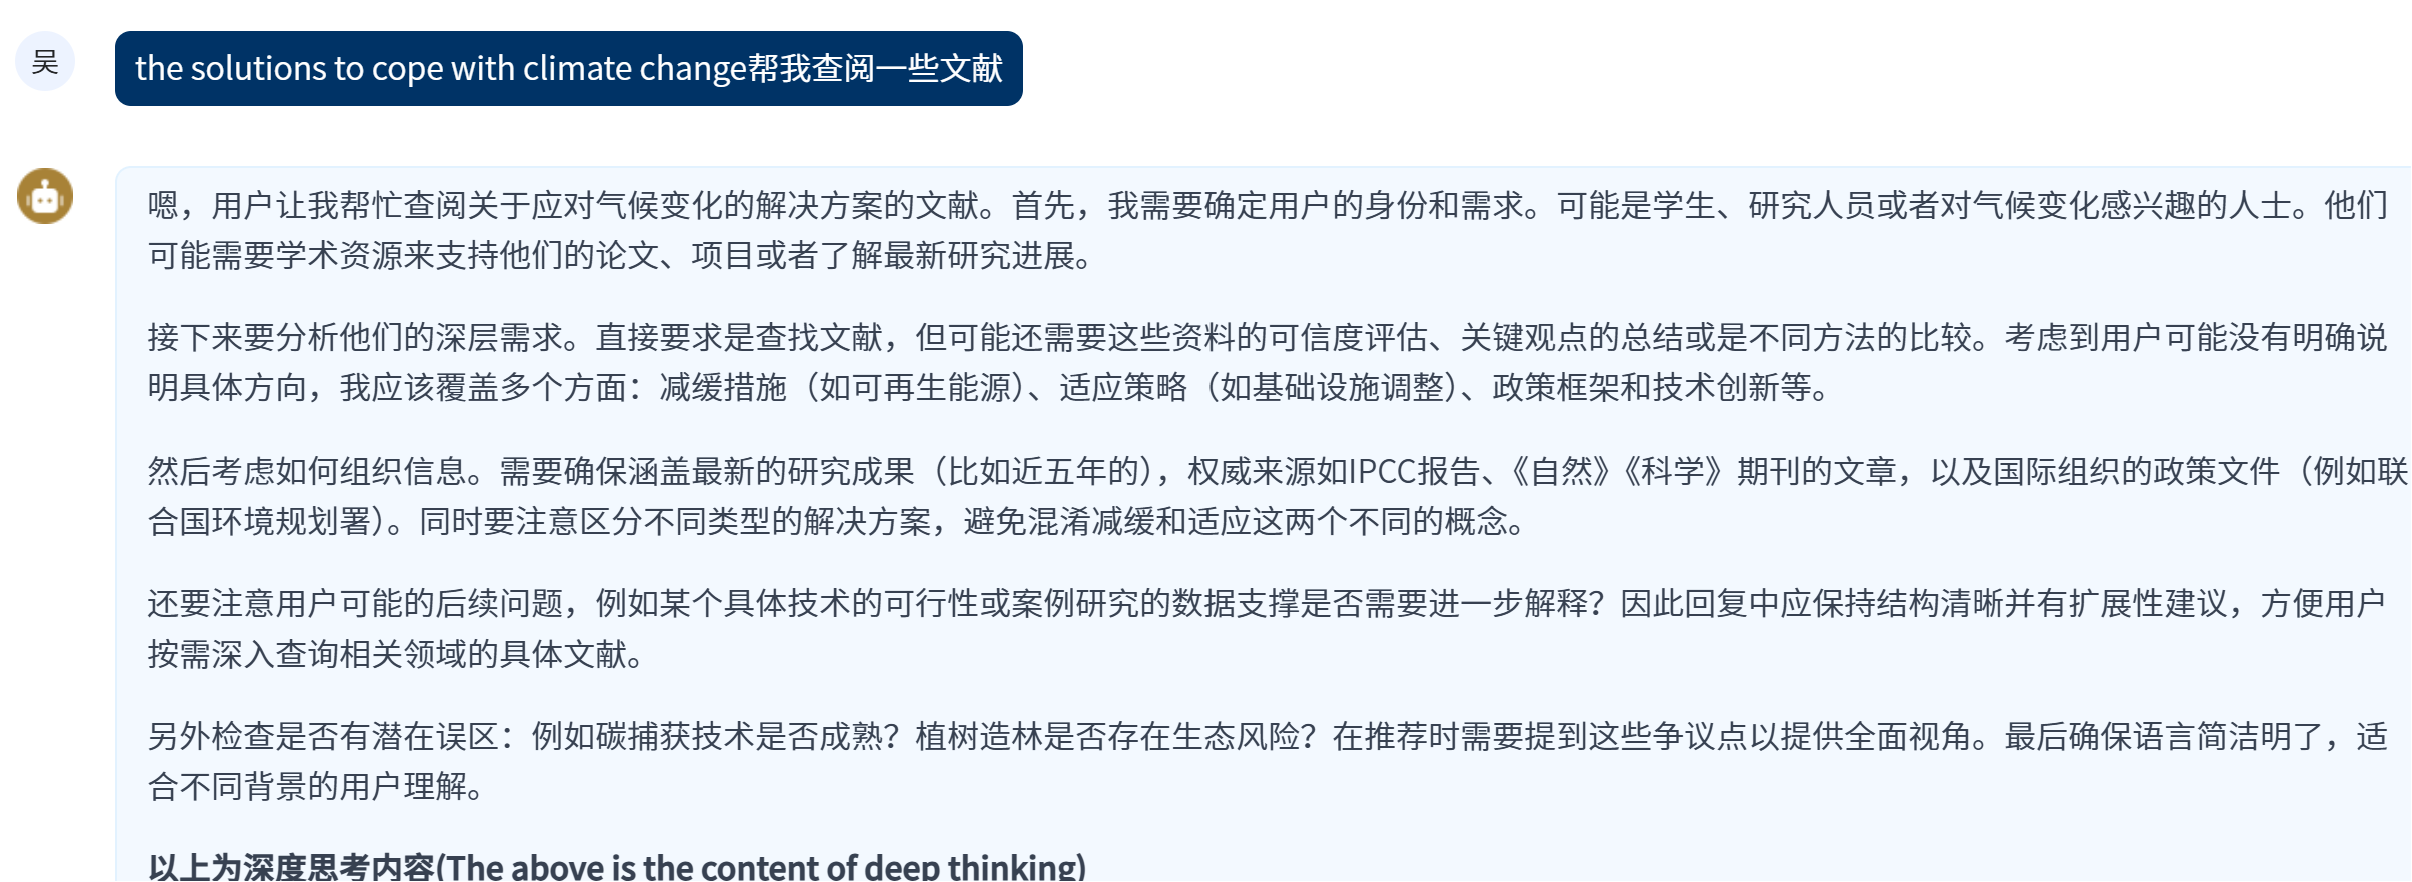 吴
the solutions to cope with climate change帮我查阅一些文献
嗯，用户让我帮忙查阅关于应对气候变化的解决方案的文献。首先，我需要确定用户的身份和需求。可能是学生、研究人员或者对气候变化感兴趣的人士。他们
可能需要学术资源来支持他们的论文、项目或者了解最新研究进展。
接下来要分析他们的深层需求。直接要求是查找文献，但可能还需要这些资料的可信度评估、关键观点的总结或是不同方法的比较。考虑到用户可能没有明确说
明具体方向，我应该覆盖多个方面：减缓措施（如可再生能源）、适应策略（如基础设施调整）、政策框架和技术创新等。
然后考虑如何组织信息。需要确保涵盖最新的研究成果（比如近五年的），权威来源如IPCC报告、《自然》《科学》期刊的文章，以及国际组织的政策文件（例如联
合国环境规划署）。同时要注意区分不同类型的解决方案，避免混淆减缓和适应这两个不同的概念。
还要注意用户可能的后续问题，例如某个具体技术的可行性或案例研究的数据支撑是否需要进一步解释？因此回复中应保持结构清晰并有扩展性建议，方便用户
按需深入查询相关领域的具体文献。
另外检查是否有潜在误区：例如碳捕获技术是否成熟？植树造林是否存在生态风险？在推荐时需要提到这些争议点以提供全面视角。最后确保语言简洁明了，适
合不同背景的用户理解。
以上为深度思考内容(The above is the content of deep thinking)